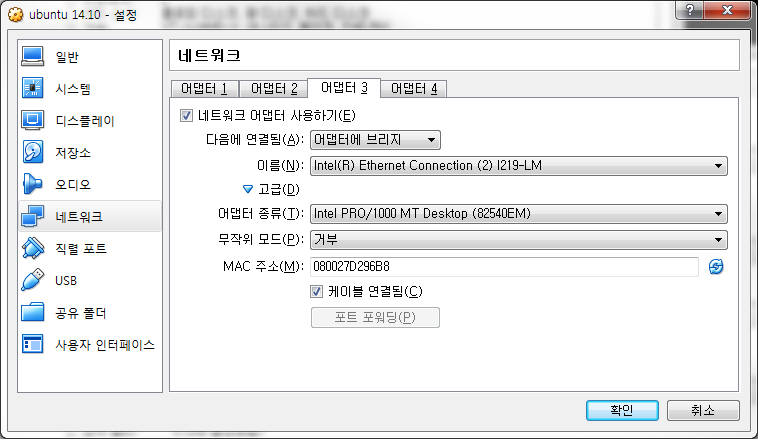 ubuntu 14.10 - 설정
일반
시스템
디스플레이
저장소
오디오
네트워크
직렬 포트
USB
공유 폴더
사용자 인터페이스
네트워크
어댑터 1 어댑터 2 어댑터 3 어댑터 4
네트워크 어댑터 사용하기(E)
다음에 연결됨(A): 어댑터에 브리지
이름(N): Intel(R) Ethernet Connection (2) I219-LM
고급(D)
어댑터 종류(T): Intel PRO/1000 MT Desktop (82540EM)
무작위 모드(P): 거부
MAC 주소(M): 080027D296B8
케이블 연결됨(C)
포트 포워딩(P)
확인 취소